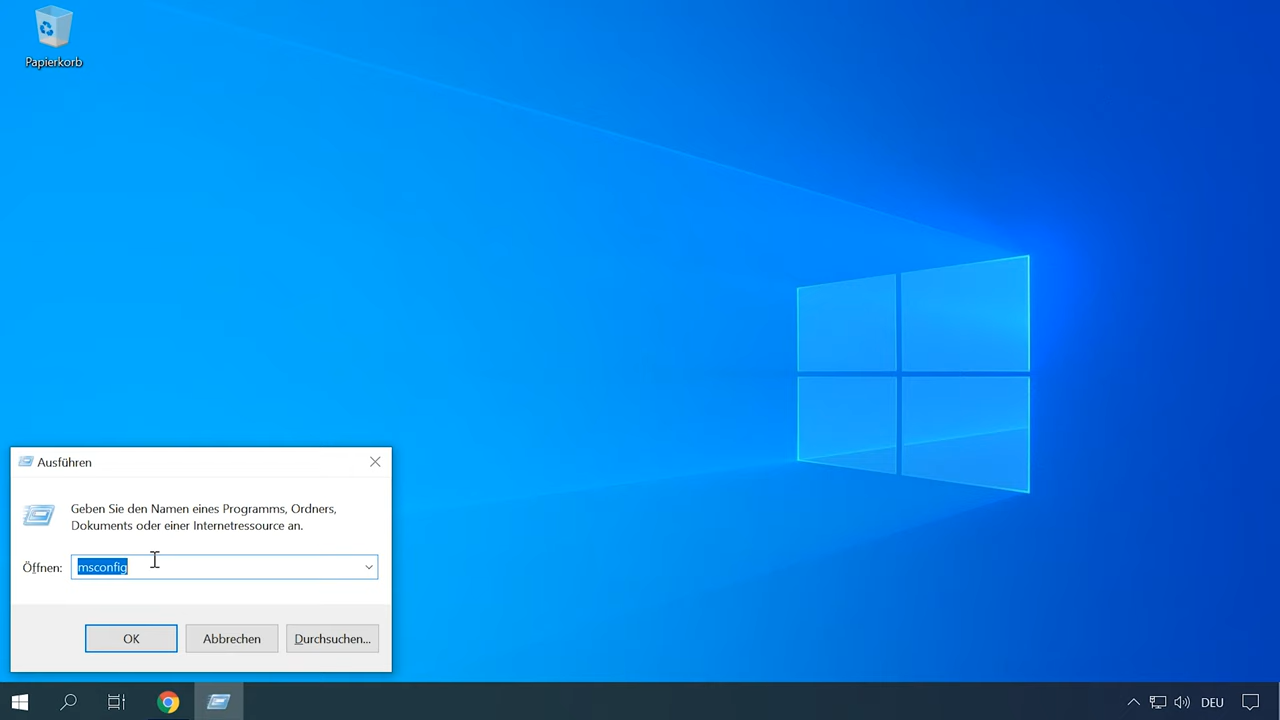 Papierkorb
Ausführen
Geben Sie den Namen eines Programms, Ordners,
Dokuments oder einer Internetressource an.
Öffnen: msconfig
OK Abbrechen Durchsuchen...
DEU